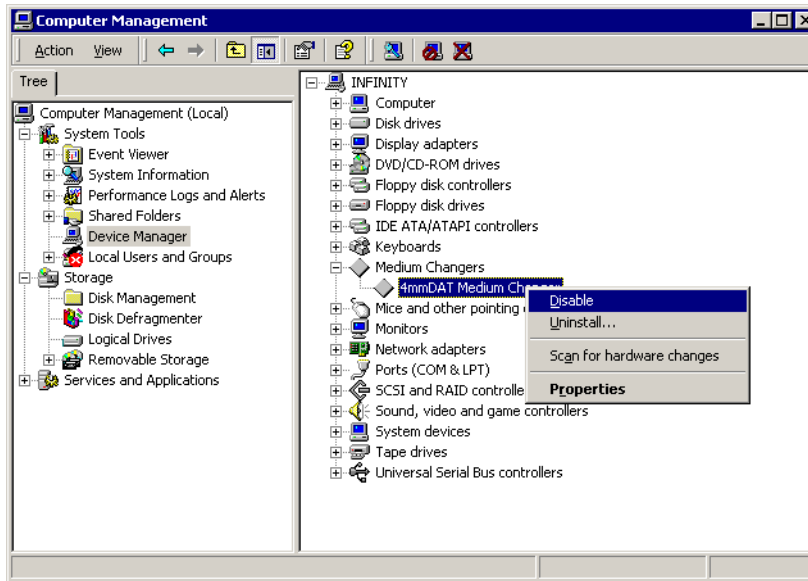 Computer Management
Action View
Tree
Computer Management (Local)
System Tools
Event Viewer
System Information
Performance Logs and Alerts
Shared Folders
Device Manager
Local Users and Groups
Storage
Disk Management
Disk Defragmenter
Logical Drives
Removable Storage
Services and Applications
INFINITY
Computer
Disk drives
Display adapters
DVD/CD-ROM drives
Floppy disk controllers
Floppy disk drives
IDE ATA/ATAPI controllers
Keyboards
Medium Changers
4mmDAT Medium Changer
Mice and other pointing
Monitors
Network adapters
Ports (COM & LPT)
SCSI and RAID controlle
Sound, video and game controllers
System devices
Tape drives
Universal Serial Bus controllers
Disable
Uninstall...
Scan for hardware changes
Properties